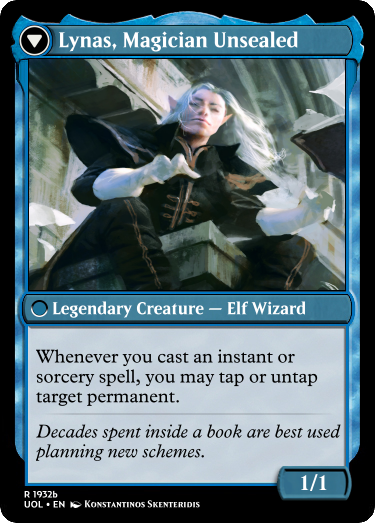 Lynas, Magician Unsealed
Legendary Creature — Elf Wizard
Whenever you cast an instant or
sorcery spell, you may tap or untap
target permanent.
Decades spent inside a book are best used
planning new schemes.
1/1
R 1932b
UOL • EN Konstantinos Skenteridis